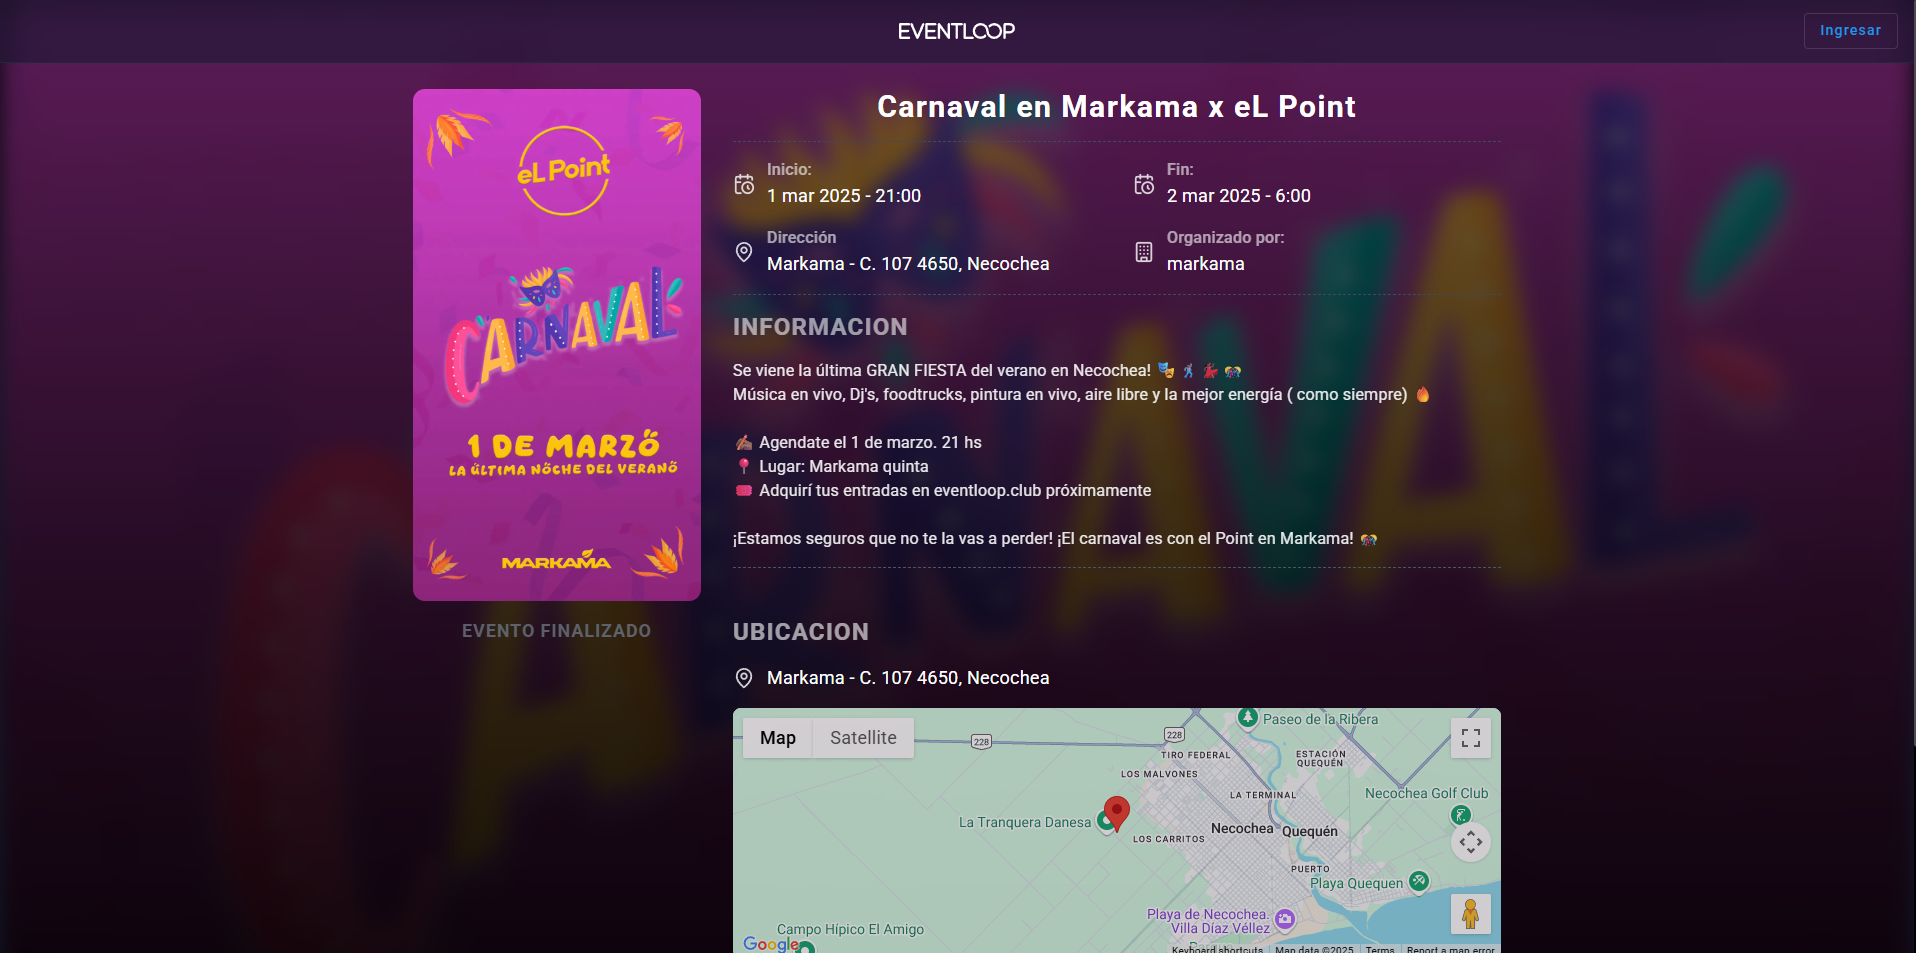 EVENTLOOP
Ingresar
eL Point
CARNAVAL
1 DE MARZO
LA ÚLTIMA NOCHE DEL VERANO
MARKAMA
EVENTO FINALIZADO
Carnaval en Markama x eL Point
Inicio:
1 mar 2025 - 21:00
Fin:
2 mar 2025 - 6:00
Dirección
Markama - C. 107 4650, Necochea
Organizado por:
markama
INFORMACION
Se viene la última GRAN FIESTA del verano en Necochea! 🎭 🕺 💃 🎊
Música en vivo, Dj's, foodtrucks, pintura en vivo, aire libre y la mejor energía ( como siempre) 🔥
✍🏽 Agendate el 1 de marzo. 21 hs
📍 Lugar: Markama quinta
🎟 Adquirí tus entradas en eventloop.club próximamente
¡Estamos seguros que no te la vas a perder! ¡El carnaval es con el Point en Markama! 🎊
UBICACION
Markama - C. 107 4650, Necochea
Map
Satellite
228
228
Paseo de la Ribera
TIRO FEDERAL
ESTACIÓN
QUEQUÉN
LOS MALVONES
LA TERMINAL
Necochea Golf Club
La Tranquera Danesa
LOS CARRITOS
Necochea
Quequén
PUERTO
Playa Quequen
Playa de Necochea.
Villa Díaz Véllez
Campo Hípico El Amigo
Google
Keyboard shortcuts
Map data ©2025
Terms
Report a map error